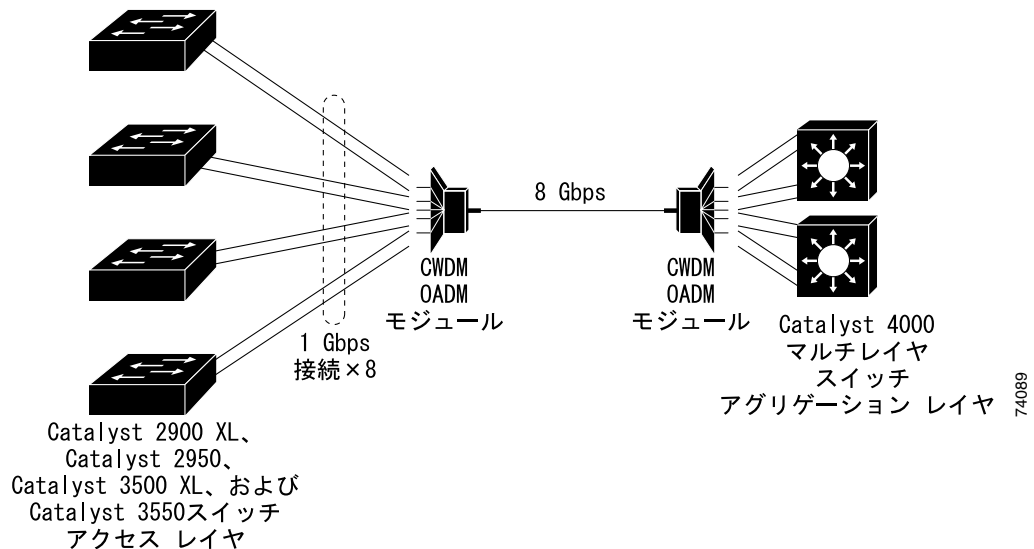 8 Gbps
CWDM
OADM
モジュール
CWDM
OADM
モジュール
1 Gbps
接続×8
Catalyst 4000
マルチレイヤ
スイッチ
アグリゲーション レイヤ
74089
Catalyst 2900 XL、
Catalyst 2950、
Catalyst 3500 XL、および
Catalyst 3550スイッチ
アクセス レイヤ